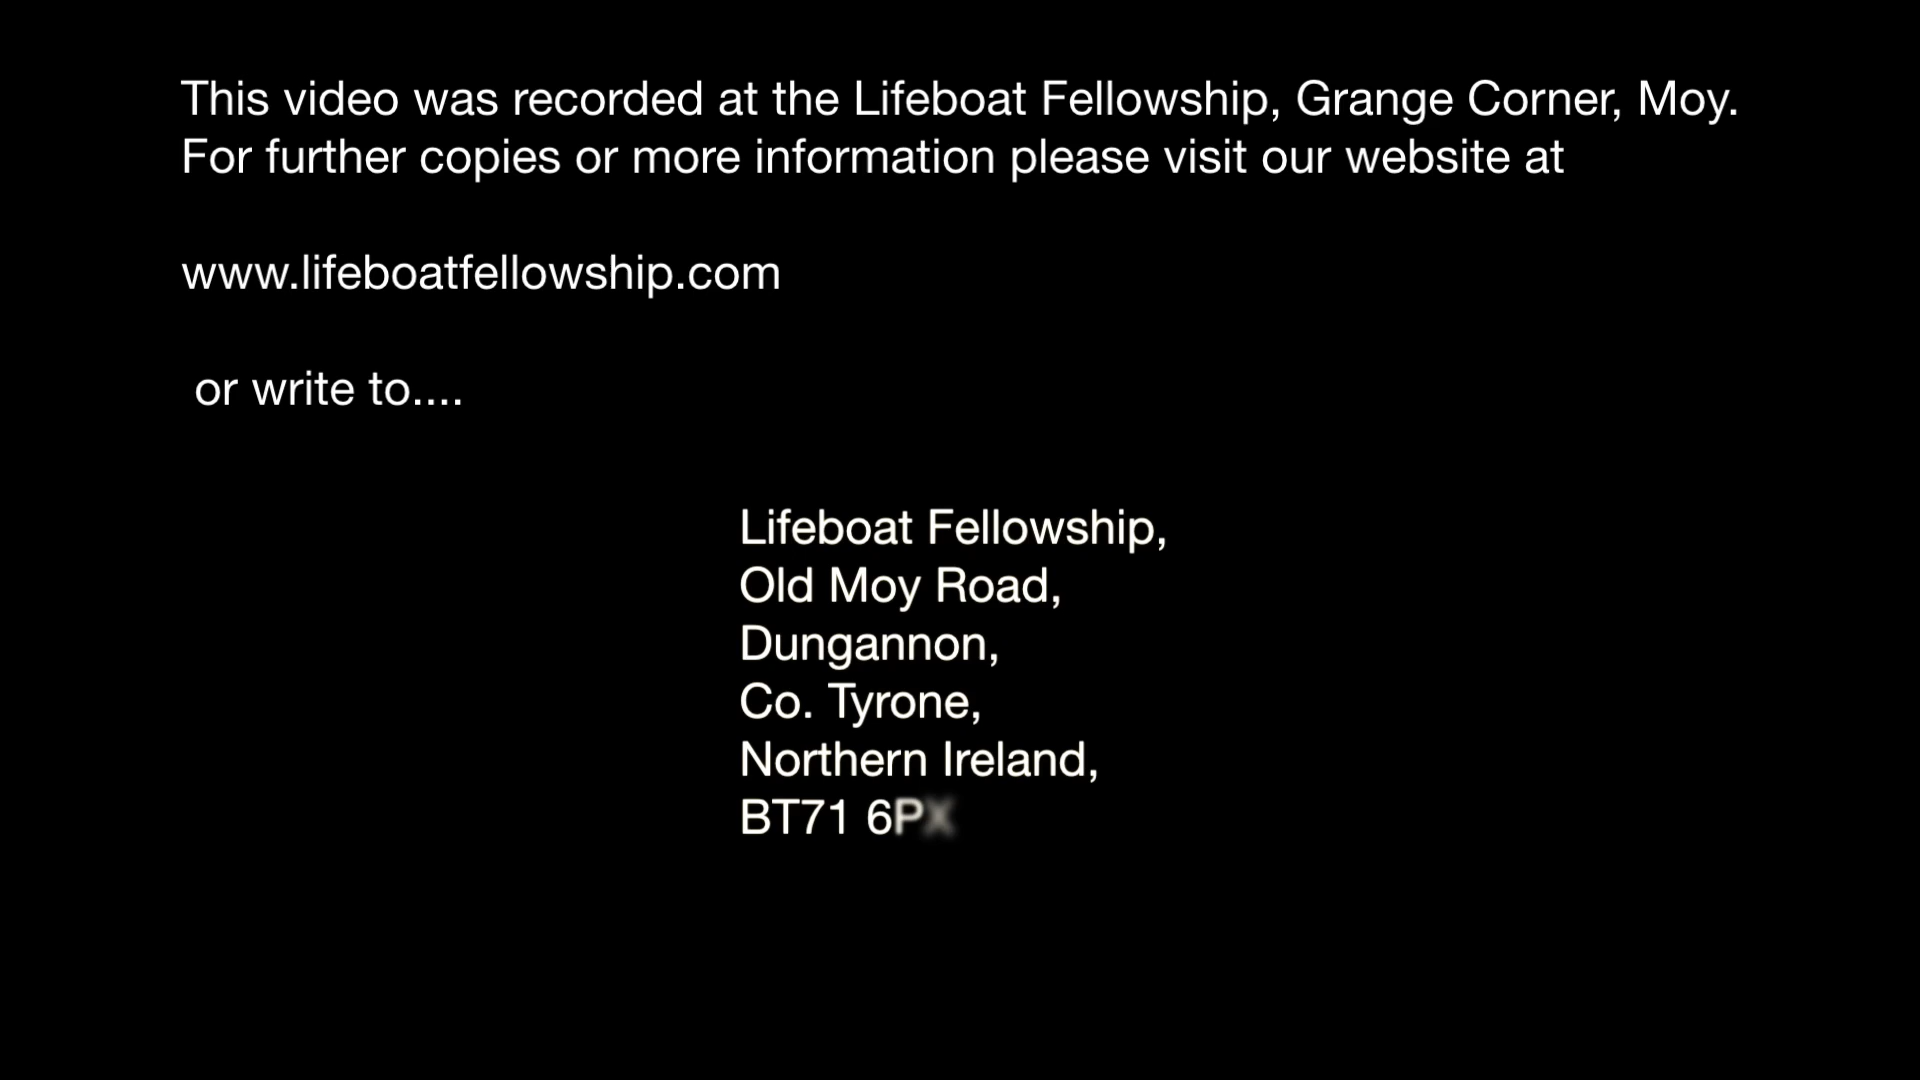 This video was recorded at the Lifeboat Fellowship, Grange Corner, Moy.
For further copies or more information please visit our website at
www.lifeboatfellowship.com
or write to....
Lifeboat Fellowship,
Old Moy Road,
Dungannon,
Co. Tyrone,
Northern Ireland,
BT71 6PX